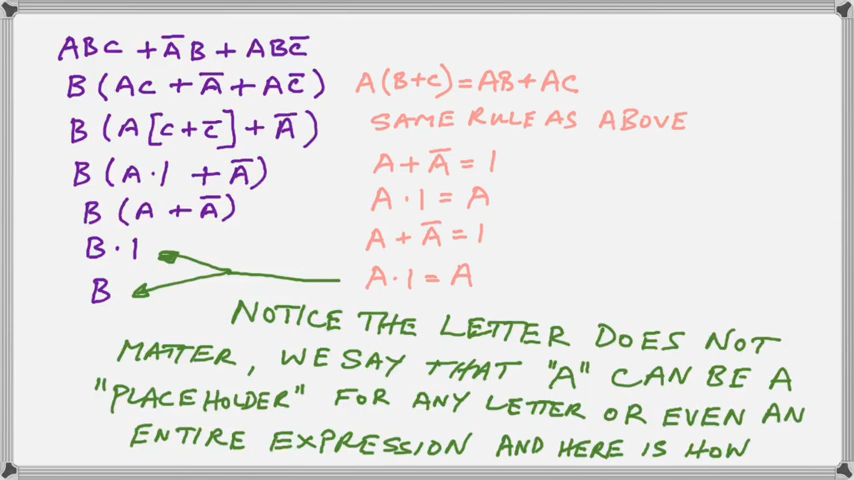 ABC + A̅B + ABC̅
B(AC + A̅ + AC̅) A(B+C) = AB + AC
B(A[C+C̅] + A̅) SAME RULE AS ABOVE
B(A·1 + A̅) A + A̅ = 1
A·1 = A
B(A + A̅)
A + A̅ = 1
B·1
A·1 = A
B
NOTICE THE LETTER DOES NOT
MATTER, WE SAY THAT "A" CAN BE A
"PLACEHOLDER" FOR ANY LETTER OR EVEN AN
ENTIRE EXPRESSION AND HERE IS HOW